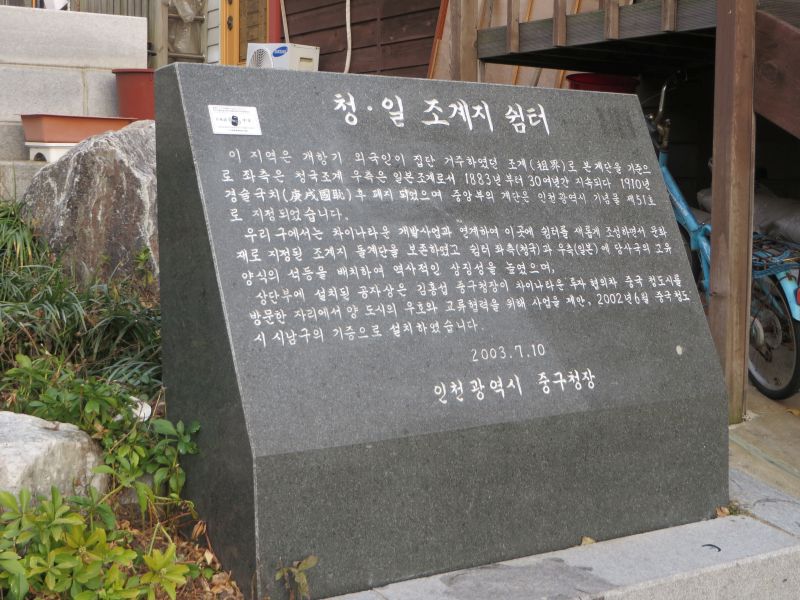 청·일 조계지 쉼터
이 지역은 개항기 외국인이 집단 거주하였던 조계(租界)로 본 계단을 기준으
로 좌측은 청국조계 우측은 일본조계로서 1883년 부터 30여년간 지속되다 1910년
경술국치(庚戌國恥) 후 폐지 되었으며 중앙부의 계단은 인천광역시 기념물 제51호
로 지정 되었습니다.
우리 구에서는 차이나타운 개발사업과 연계하여 이곳에 쉼터를 새롭게 조성하면서 문화
재로 지정된 조계지 돌계단을 보존하였고 쉼터 좌측(청국)과 우측(일본)에 당사국의 고유
양식의 석등을 배치하여 역사적인 상징성을 높였으며,
상단부에 설치된 공자상은 김홍섭 중구청장이 차이나타운 투자 협의차 중국 청도시를
방문한 자리에서 양 도시의 우호와 교류협력을 위해 사업을 제안, 2002년 6월 중국 청도
시 시남구의 기증으로 설치하였습니다.
2003.7.10
인천광역시 중구청장